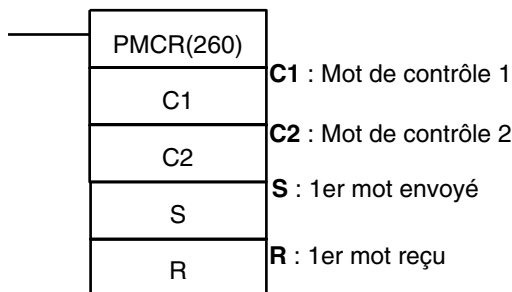 PMCR(260)
C1 : Mot de contrôle 1
C1
C2 : Mot de contrôle 2
C2
S : 1er mot envoyé
S
R : 1er mot reçu
R